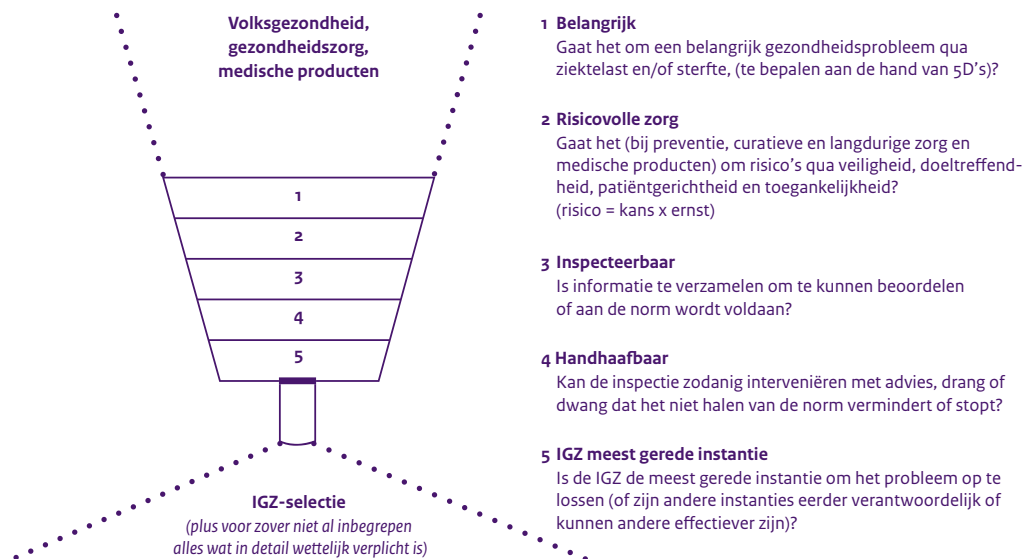 Volksgezondheid,
gezondheidszorg,
medische producten
1
2
3
4
5
IGZ-selectie
(plus voor zover niet al inbegrepen
alles wat in detail wettelijk verplicht is)
1 Belangrijk
Gaat het om een belangrijk gezondheidsprobleem qua
ziektelast en/of sterfte, (te bepalen aan de hand van 5D's)?
2 Risicovolle zorg
Gaat het (bij preventie, curatieve en langdurige zorg en
medische producten) om risico's qua veiligheid, doeltreffend-
heid, patiëntgerichtheid en toegankelijkheid?
(risico = kans x ernst)
3 Inspecteerbaar
Is informatie te verzamelen om te kunnen beoordelen
of aan de norm wordt voldaan?
4 Handhaafbaar
Kan de inspectie zodanig interveniëren met advies, drang of
dwang dat het niet halen van de norm vermindert of stopt?
5 IGZ meest gerede instantie
Is de IGZ de meest gerede instantie om het probleem op te
lossen (of zijn andere instanties eerder verantwoordelijk of
kunnen andere effectiever zijn)?